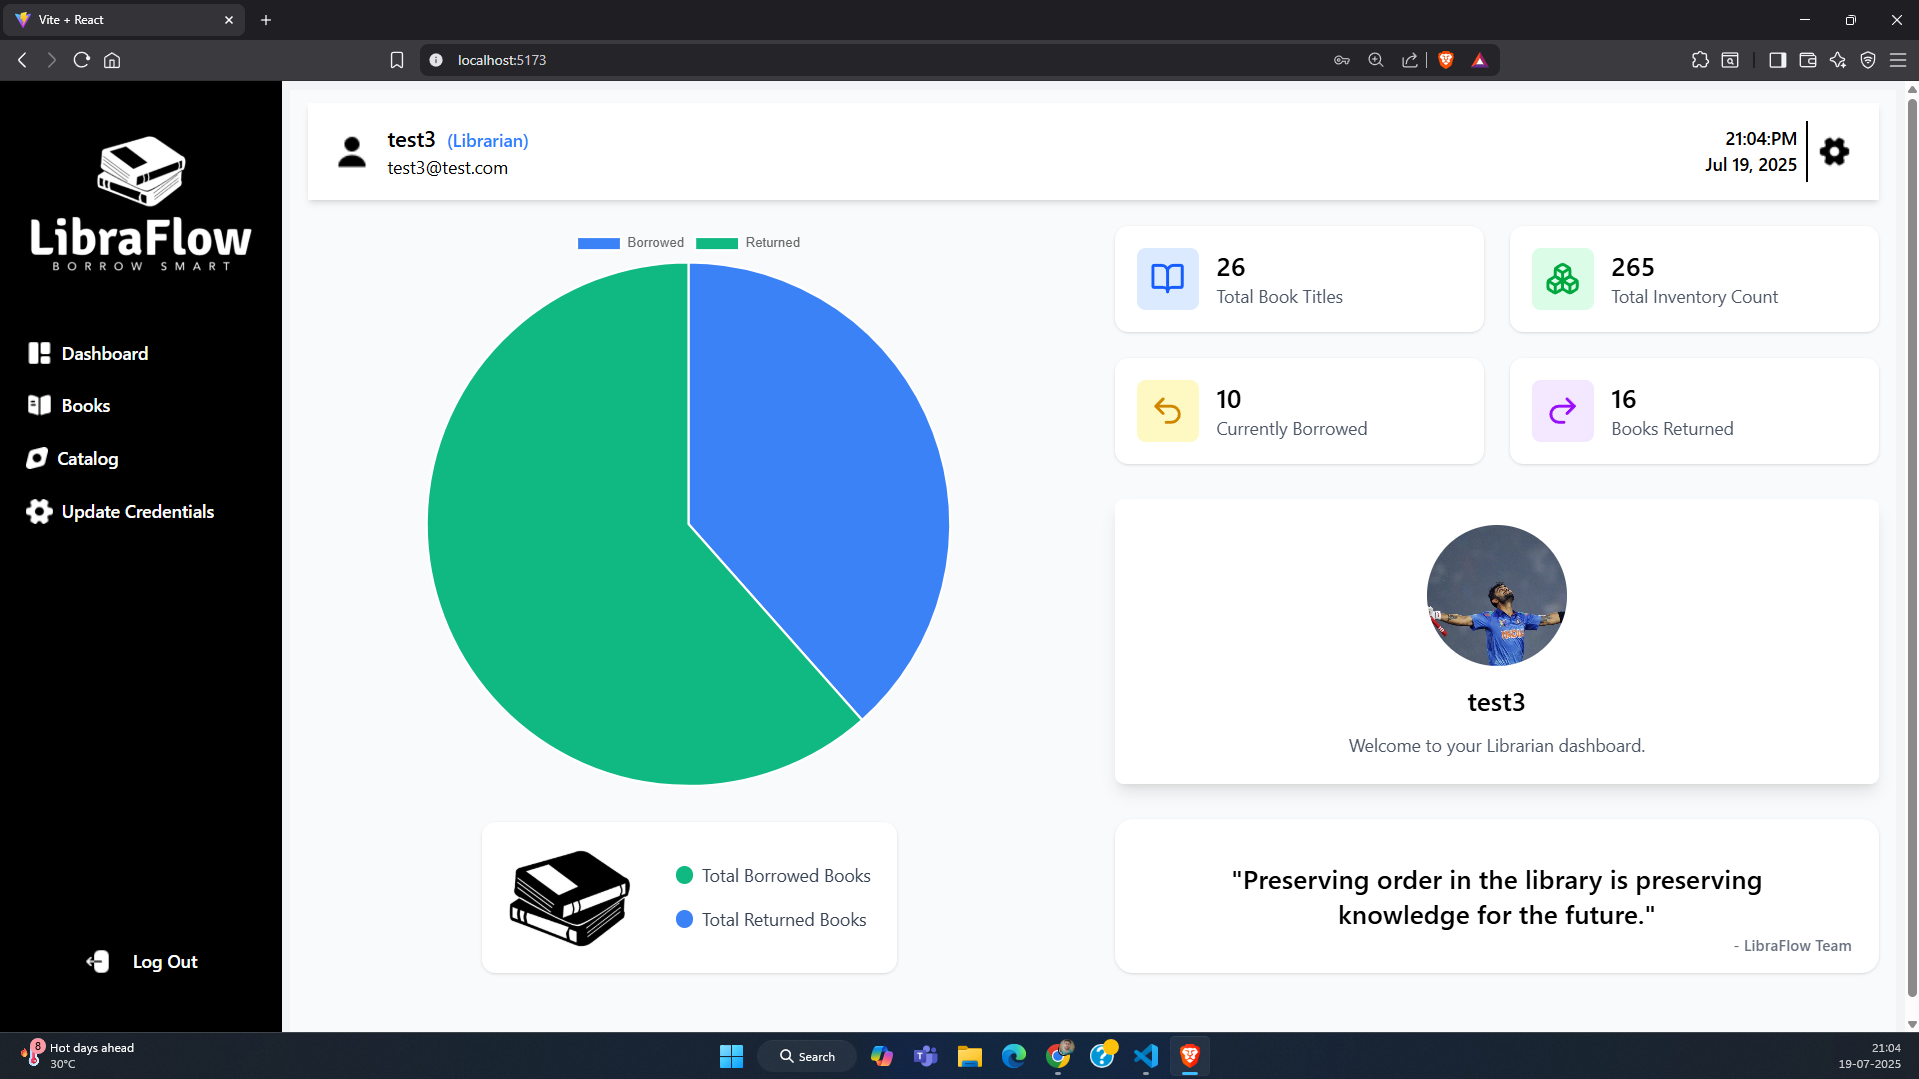 Vite + React
localhost:5173
LibraFlow
BORROW SMART
Dashboard
Books
Catalog
Update Credentials
Log Out
test3 (Librarian)
test3@test.com
21:04:PM
Jul 19, 2025
Borrowed Returned
26
Total Book Titles
265
Total Inventory Count
10
Currently Borrowed
16
Books Returned
test3
Welcome to your Librarian dashboard.
Total Borrowed Books
Total Returned Books
"Preserving order in the library is preserving
knowledge for the future."
- LibraFlow Team
8
Hot days ahead
30°C
Search
21:04
19-07-2025